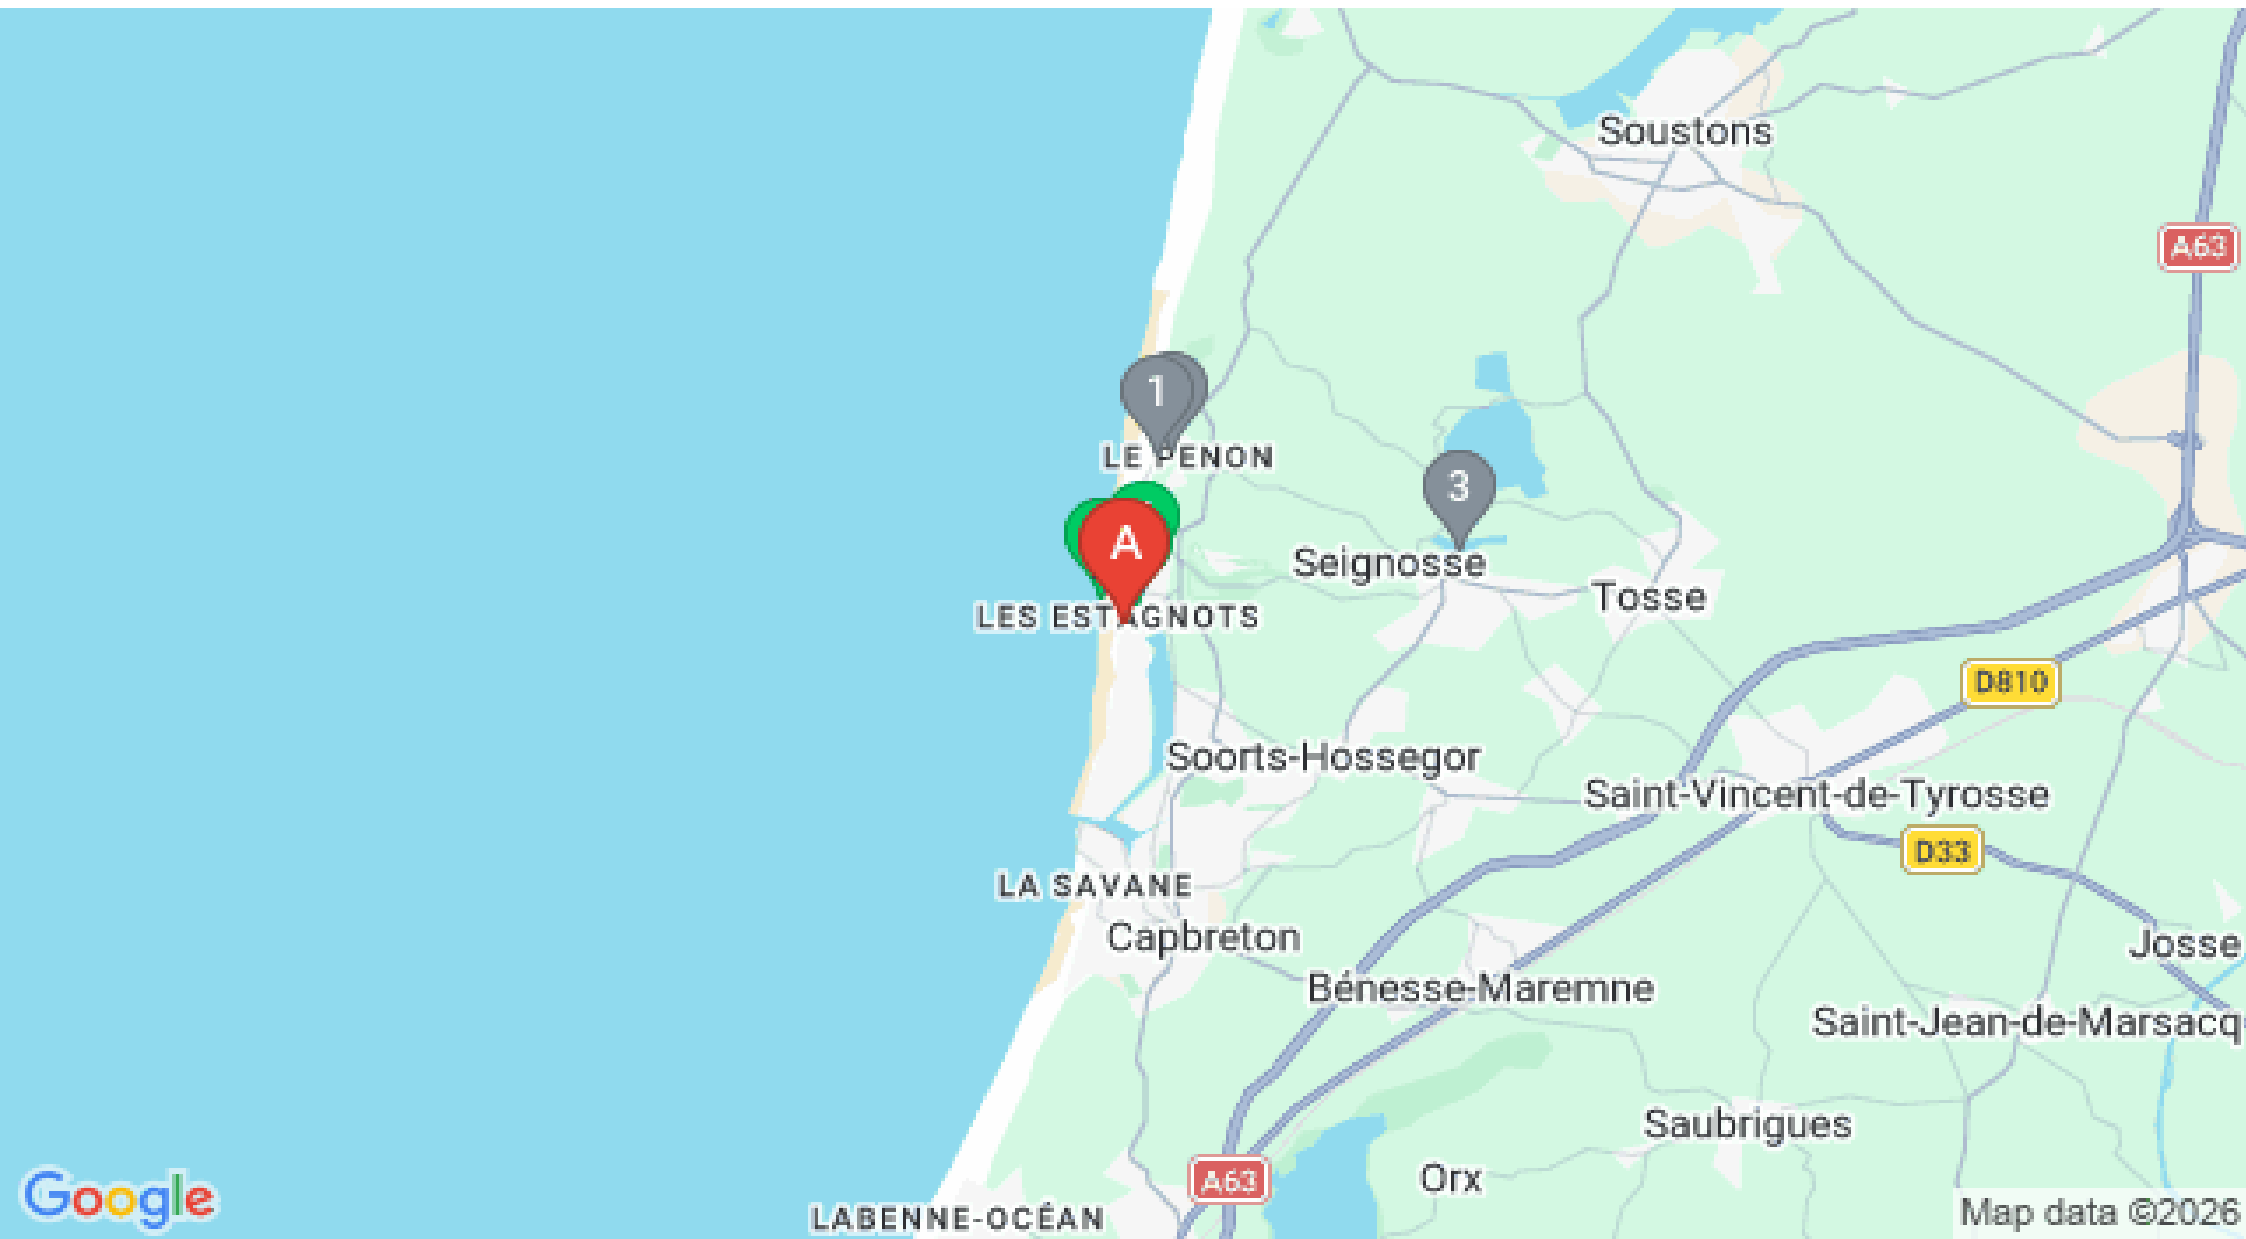 Soustons
A63
1
LE PENON
3
A
Seignosse
Tosse
LES ESTAGNOTS
D810
Soorts-Hossegor
Saint-Vincent-de-Tyrosse
D33
LA SAVANE
Capbreton
Josse
Bénesse-Maremne
Saint-Jean-de-Marsacq
Saubrigues
Orx
A63
Google
LABENNE-OCÉAN
Map data ©2026